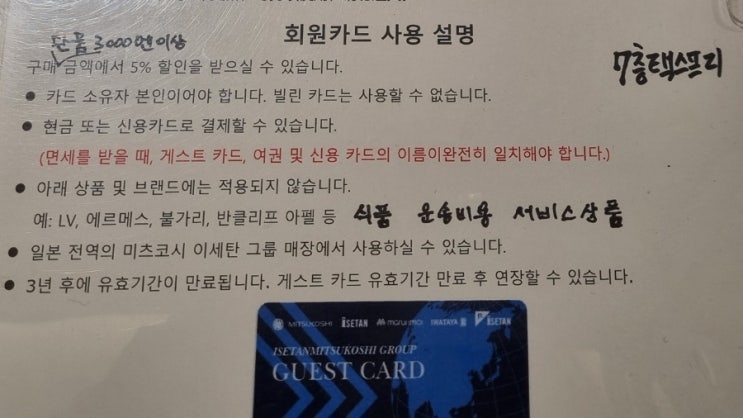 회원카드 사용 설명
단품 3000엔이상
7층택스프리
구매 금액에서 5% 할인을 받으실 수 있습니다.
● 카드 소유자 본인이어야 합니다. 빌린 카드는 사용할 수 없습니다.
● 현금 또는 신용카드로 결제할 수 있습니다.
(면세를 받을 때, 게스트 카드, 여권 및 신용 카드의 이름이완전히 일치해야 합니다.)
● 아래 상품 및 브랜드에는 적용되지 않습니다.
예: LV, 에르메스, 불가리, 반클리프 아펠 등 식품 운송비용 서비스상품
● 일본 전역의 미츠코시 이세탄 그룹 매장에서 사용하실 수 있습니다.
● 3년 후에 유효기간이 만료됩니다. 게스트 카드 유효기간 만료 후 연장할 수 있습니다.
MITSUKOSHI ISETAN marui imai IWATAYA ISETAN
ISETANMITSUKOSHI GROUP
GUEST CARD